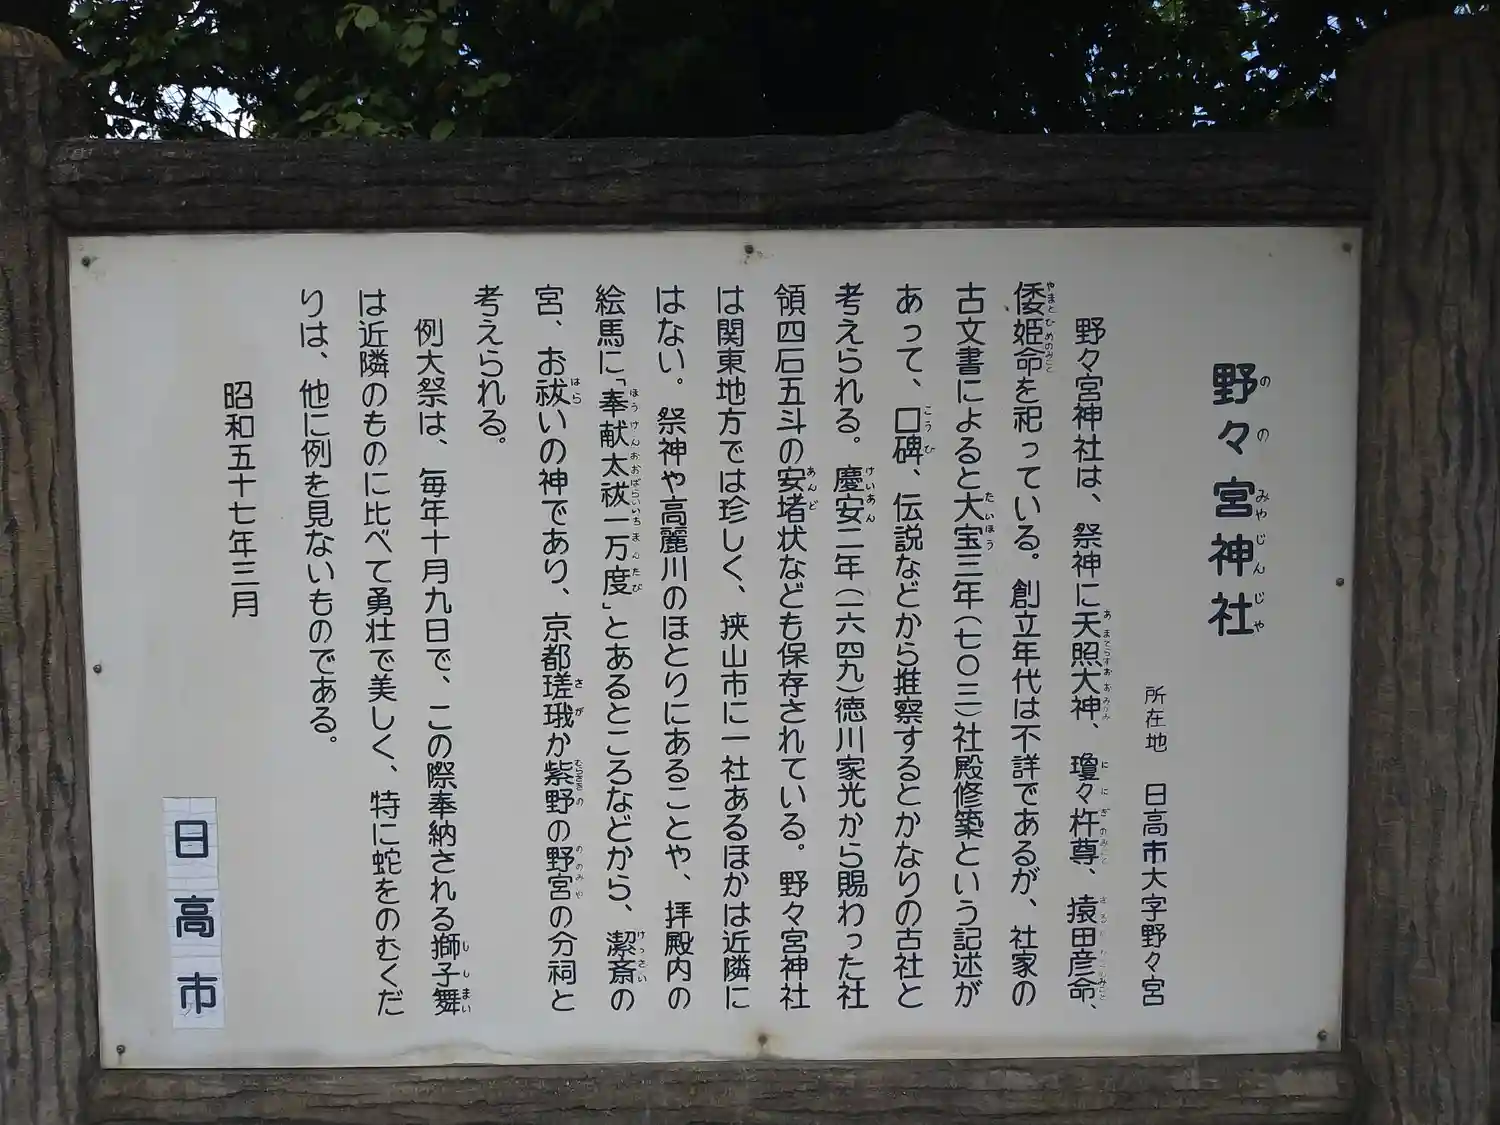 野々宮神社
所在地　日高市大字野々宮
野々宮神社は、祭神に天照大神、瓊々杵尊、猿田彦命、
倭姫命を祀っている。創立年代は不詳であるが、社家の
古文書によると大宝三年（七〇三）社殿修築という記述が
あって、口碑、伝説などから推察するとかなりの古社と
考えられる。慶安二年（一六四九）徳川家光から賜わった社
領四石五斗の安堵状なども保存されている。野々宮神社
は関東地方では珍しく、挟山市に一社あるほかは近隣に
はない。祭神や高麗川のほとりにあることや、拝殿内の
絵馬に「奉献太祓一万度」とあるところなどから、潔斎の
宮、お祓いの神であり、京都瑳珴か紫野の野宮の分祠と
考えられる。
例大祭は、毎年十月九日で、この際奉納される獅子舞
は近隣のものに比べて勇壮で美しく、特に蛇をのむくだ
りは、他に例を見ないものである。
昭和五十七年三月
日高市